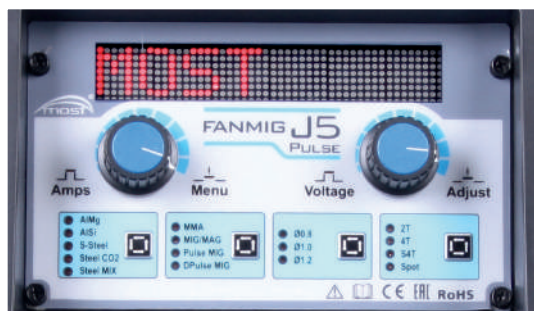 MOST
most
FANMIG J5
PULSE
Amps
Menu
Voltage
Adjust
AlMg
AlSi
S-Steel
Steel CO2
Steel MIX
MMA
MIG/MAG
Pulse MIG
DPulse MIG
Ø0.8
Ø1.0
Ø1.2
2T
4T
S4T
Spot
CE EAC RoHS